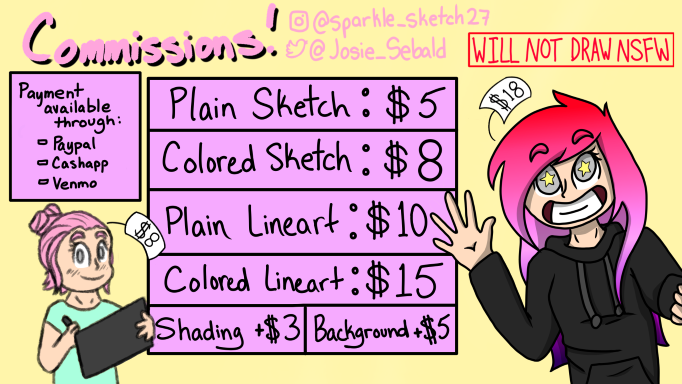 Commissions!
@sparkle_sketch27
@Josie_Sebald
WILL NOT DRAW NSFW
Payment
available
through:
Paypal
Cashapp
Venmo
Plain Sketch: $5
Colored Sketch: $8
Plain Lineart: $10
Colored Lineart: $15
Shading +$3
Background +$5
$8
$18